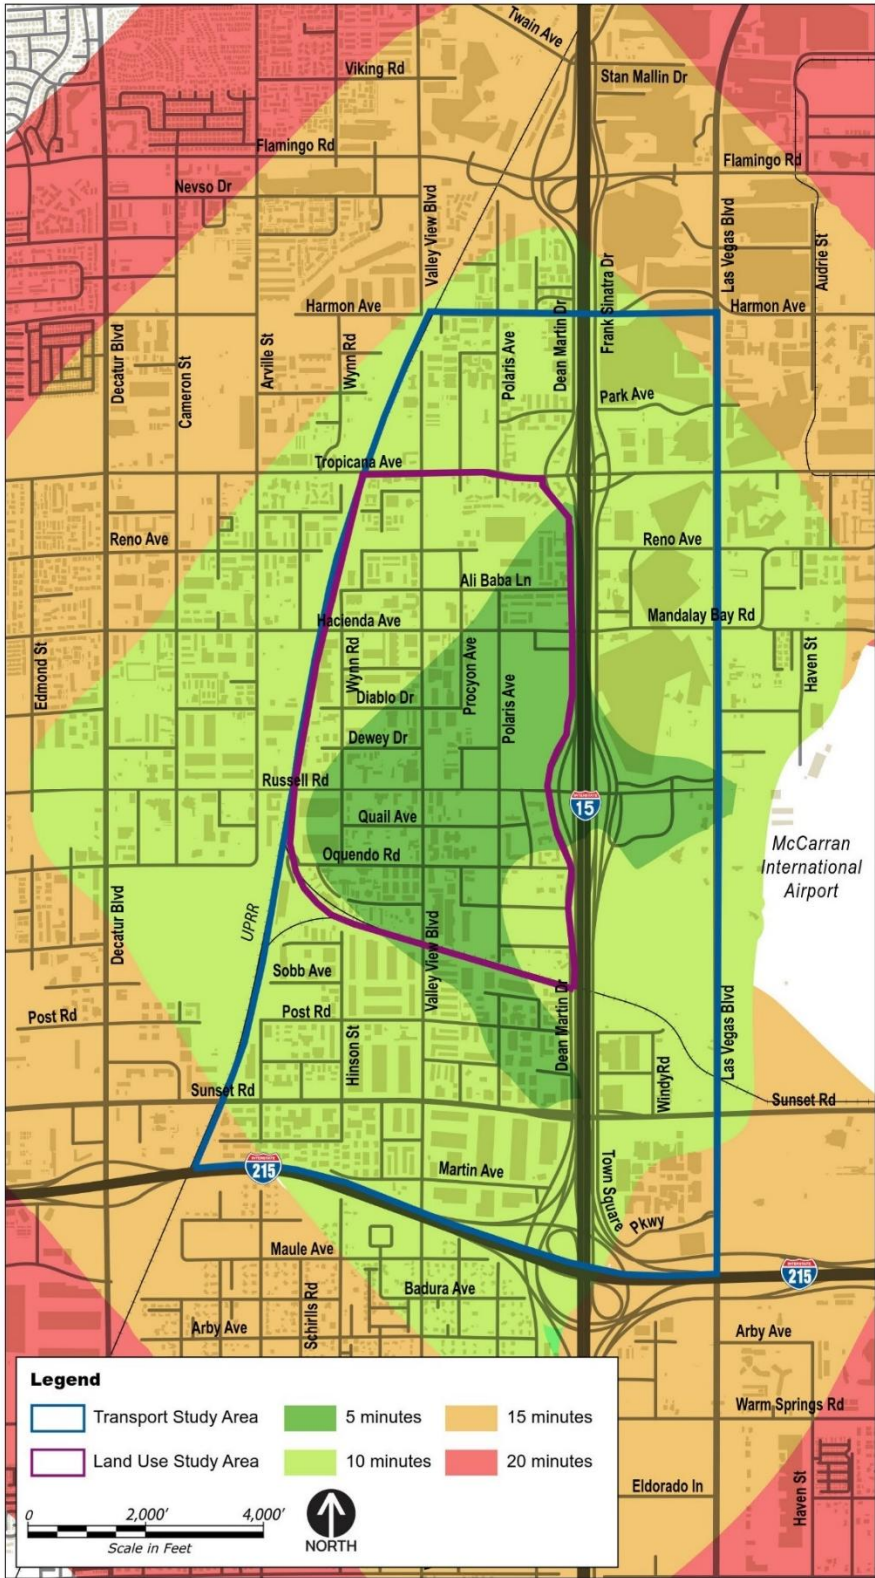 Twain Ave
Viking Rd
Stan Mallin Dr
Flamingo Rd
Flamingo Rd
Nevso Dr
Valley View Blvd
Las Vegas Blvd
Audrie St
Harmon Ave
Frank Sinatra Dr
Harmon Ave
Decatur Blvd
Cameron St
Arville St
Wynn Rd
Polaris Ave
Dean Martin Dr
Park Ave
Tropicana Ave
Reno Ave
Reno Ave
Ali Baba Ln
Hacienda Ave
Mandalay Bay Rd
Edmond St
Wynn Rd
Procyon Ave
Polaris Ave
Haven St
Diablo Dr
Dewey Dr
Russell Rd
INTERSTATE
15
Quail Ave
Oquendo Rd
McCarran
International
Airport
Decatur Blvd
UPRR
Valley View Blvd
Sobb Ave
Dean Martin Dr
Las Vegas Blvd
Post Rd
Post Rd
Hinson St
WindyRd
Sunset Rd
Sunset Rd
INTERSTATE
215
Martin Ave
Town Square
Pkwy
Maule Ave
INTERSTATE
215
Badura Ave
Schirlls Rd
Arby Ave
Arby Ave
Warm Springs Rd
Eldorado ln
Haven St
Legend
Transport Study Area
5 minutes
15 minutes
Land Use Study Area
10 minutes
20 minutes
0
2,000'
4,000'
Scale in Feet
NORTH